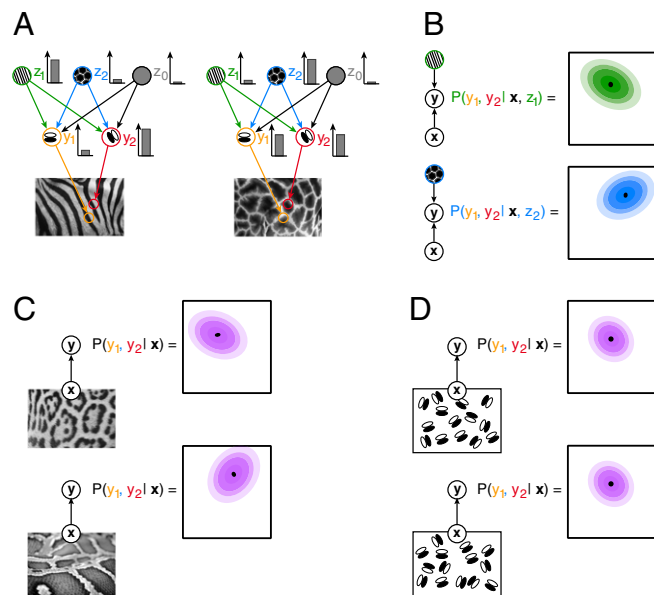 A
z1 z2 z0
y1 y2
z1 z2 z0
y1 y2
B
y
x
P(y1, y2| x, z1) =
y
x
P(y1, y2| x, z2) =
C
y
P(y1, y2| x) =
x
y
P(y1, y2| x) =
x
D
y
P(y1, y2| x) =
x
y
P(y1, y2| x) =
x